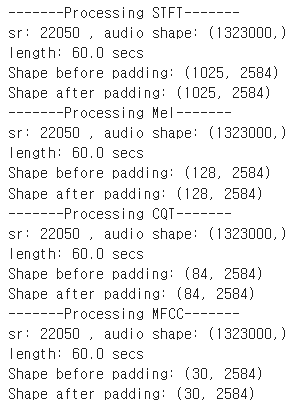 -------Processing STFT-------
sr: 22050 , audio shape: (1323000,)
length: 60.0 secs
Shape before padding: (1025, 2584)
Shape after padding: (1025, 2584)
-------Processing Mel-------
sr: 22050 , audio shape: (1323000,)
length: 60.0 secs
Shape before padding: (128, 2584)
Shape after padding: (128, 2584)
-------Processing CQT-------
sr: 22050 , audio shape: (1323000,)
length: 60.0 secs
Shape before padding: (84, 2584)
Shape after padding: (84, 2584)
-------Processing MFCC-------
sr: 22050 , audio shape: (1323000,)
length: 60.0 secs
Shape before padding: (30, 2584)
Shape after padding: (30, 2584)